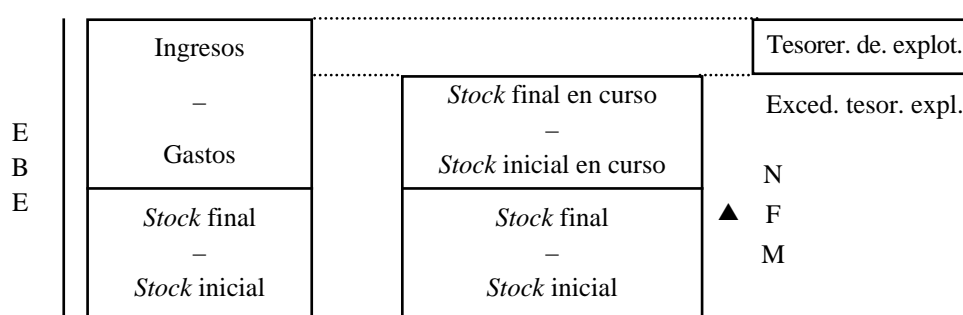 E
B
E
Ingresos
–
Gastos
Stock final
–
Stock inicial
Stock final en curso
–
Stock inicial en curso
Stock final
–
Stock inicial
▲
N
F
M
Tesorer. de. explot.
Exced. tesor. expl.